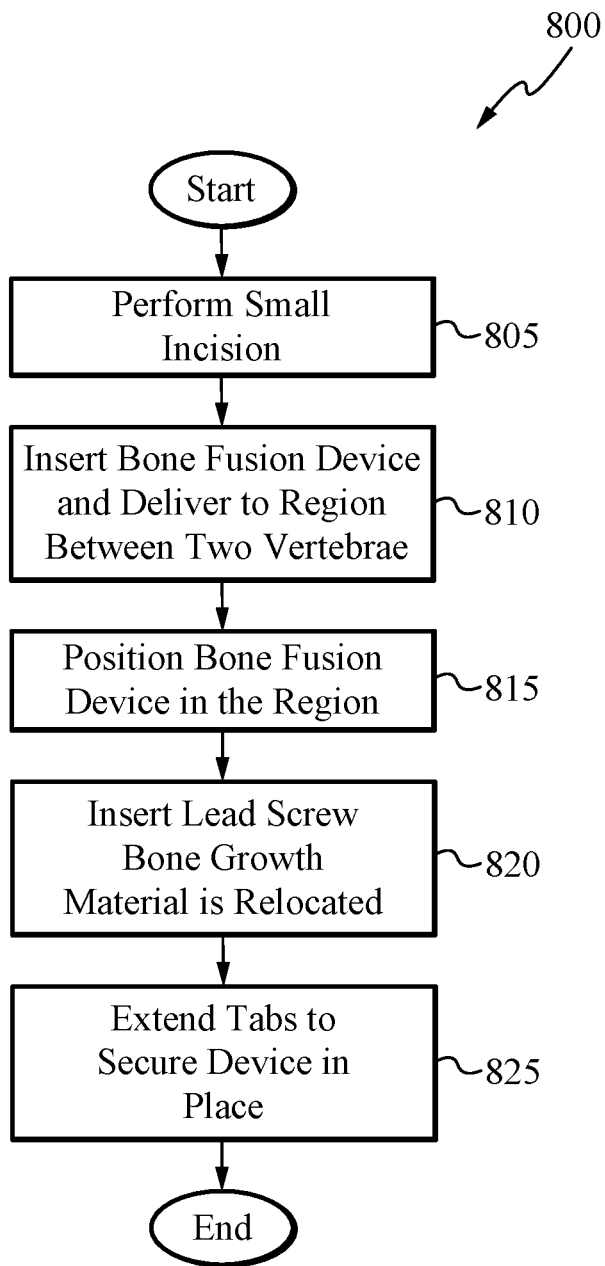 800
Start
Perform Small
Incision
805
Insert Bone Fusion Device
and Deliver to Region
Between Two Vertebrae
810
Position Bone Fusion
Device in the Region
815
Insert Lead Screw
Bone Growth
Material is Relocated
820
Extend Tabs to
Secure Device in
Place
825
End